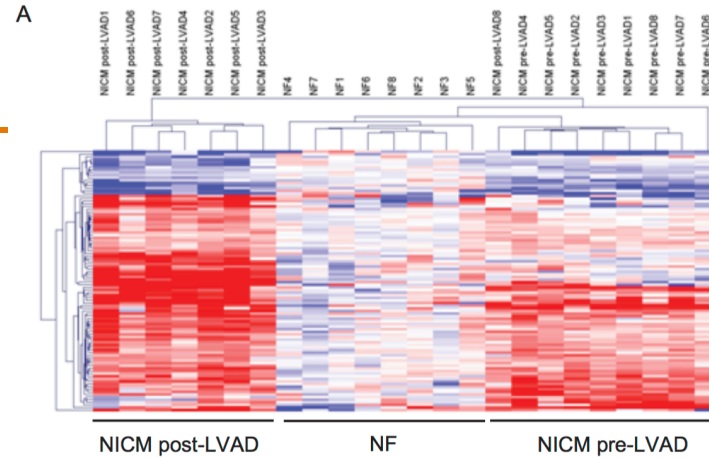 A
NICM post-LVAD1
NICM post-LVAD6
NICM post-LVAD7
NICM post-LVAD4
NICM post-LVAD2
NICM post-LVAD5
NICM post-LVAD3
NF4
NF7
NF1
NF6
NF8
NF2
NF3
NF5
NICM post-LVAD8
NICM pre-LVAD4
NICM pre-LVAD5
NICM pre-LVAD2
NICM pre-LVAD3
NICM pre-LVAD1
NICM pre-LVAD8
NICM pre-LVAD7
NICM pre-LVAD6
NICM post-LVAD
NF
NICM pre-LVAD